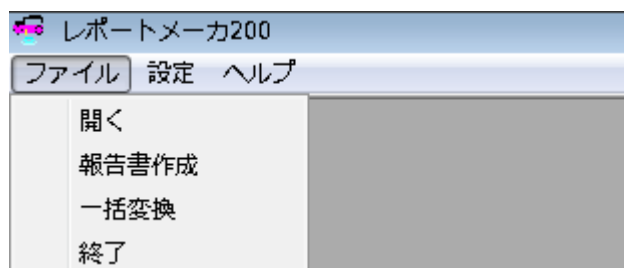 レポートメーカ200
ファイル 設定 ヘルプ
開く
報告書作成
一括変換
終了